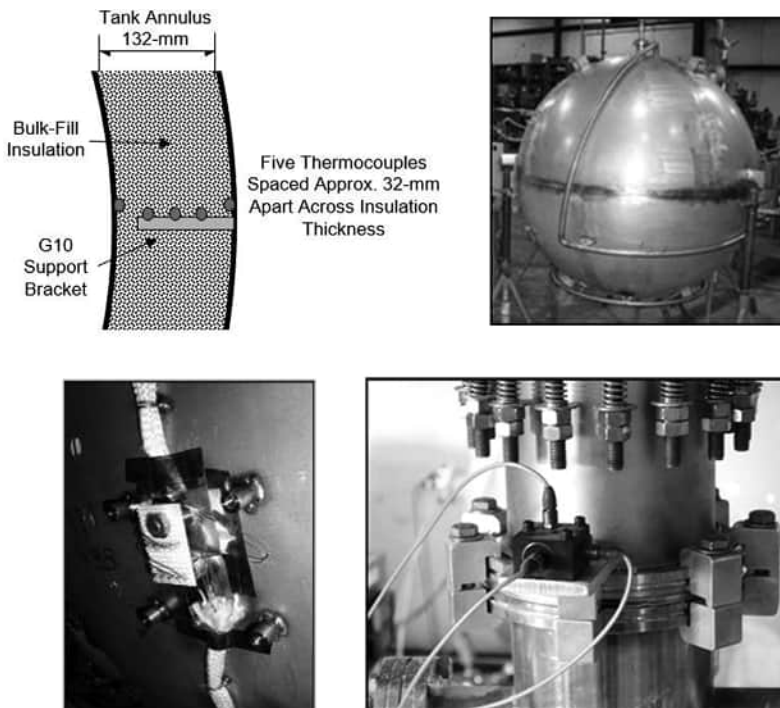 Tank Annulus
132-mm
Bulk-Fill
Insulation
Five Thermocouples
Spaced Approx. 32-mm
Apart Across Insulation
Thickness
G10
Support
Bracket